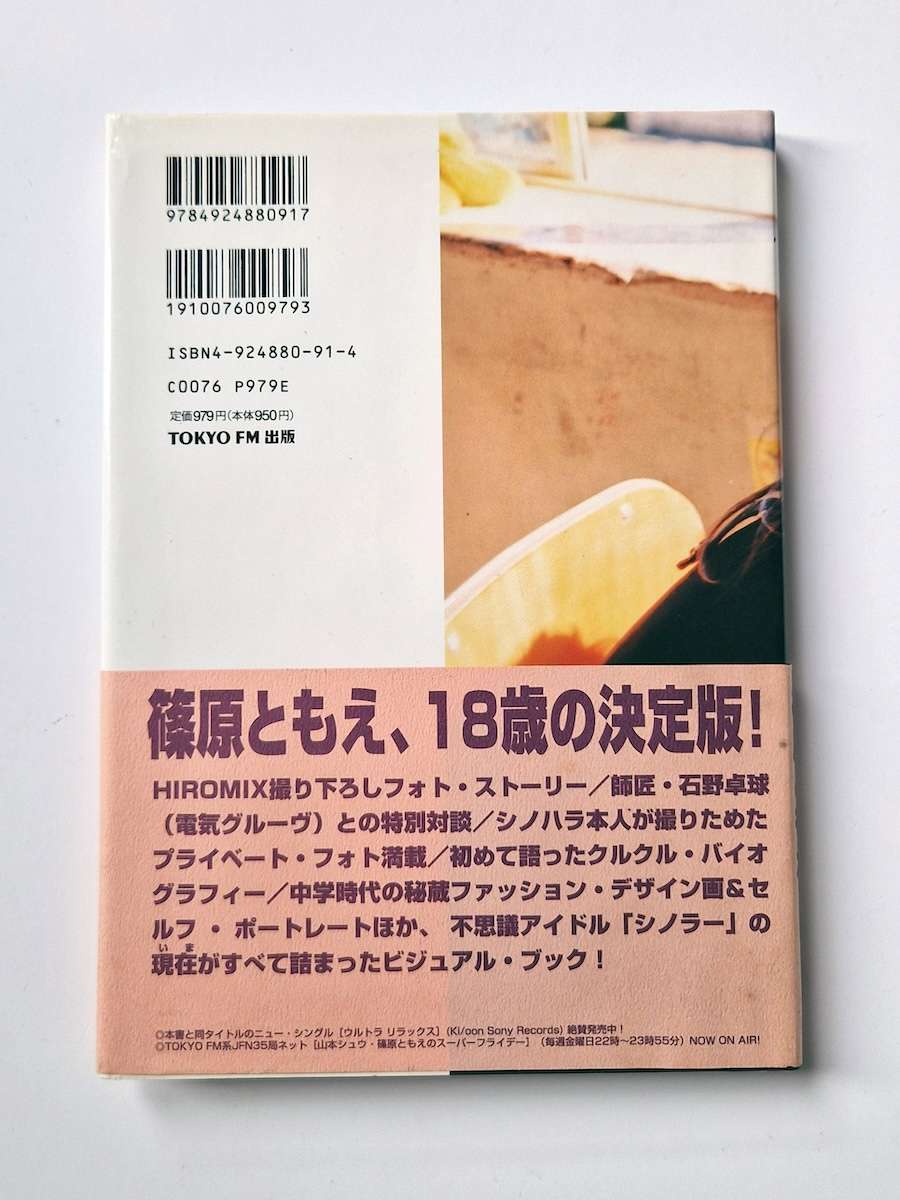 9784924880917
1910076009793
ISBN4-924880-91-4
C0076 P979E
定価979円(本体950円)
TOKYO FM 出版
篠原ともえ、18歳の決定版!
HIROMIX撮り下ろしフォト・ストーリー/師匠・石野卓球
(電気グルーヴ)との特別対談/シノハラ本人が撮りためた
プライベート・フォト満載/初めて語ったクルクル・バイオ
グラフィー/中学時代の秘蔵ファッション・デザイン画&セ
ルフ・ポートレートほか、不思議アイドル「シノラー」の
いま
現在がすべて詰まったビジュアル・ブック!
◎本書と同タイトルのニュー・シングル[ウルトラ リラックス](Ki/oon Sony Records)絶賛発売中!
◎TOKYO FM系JFN35局ネット[山本シュウ・篠原ともえのスーパーフライデー](毎週金曜日22時〜23時55分)NOW ON AIR!